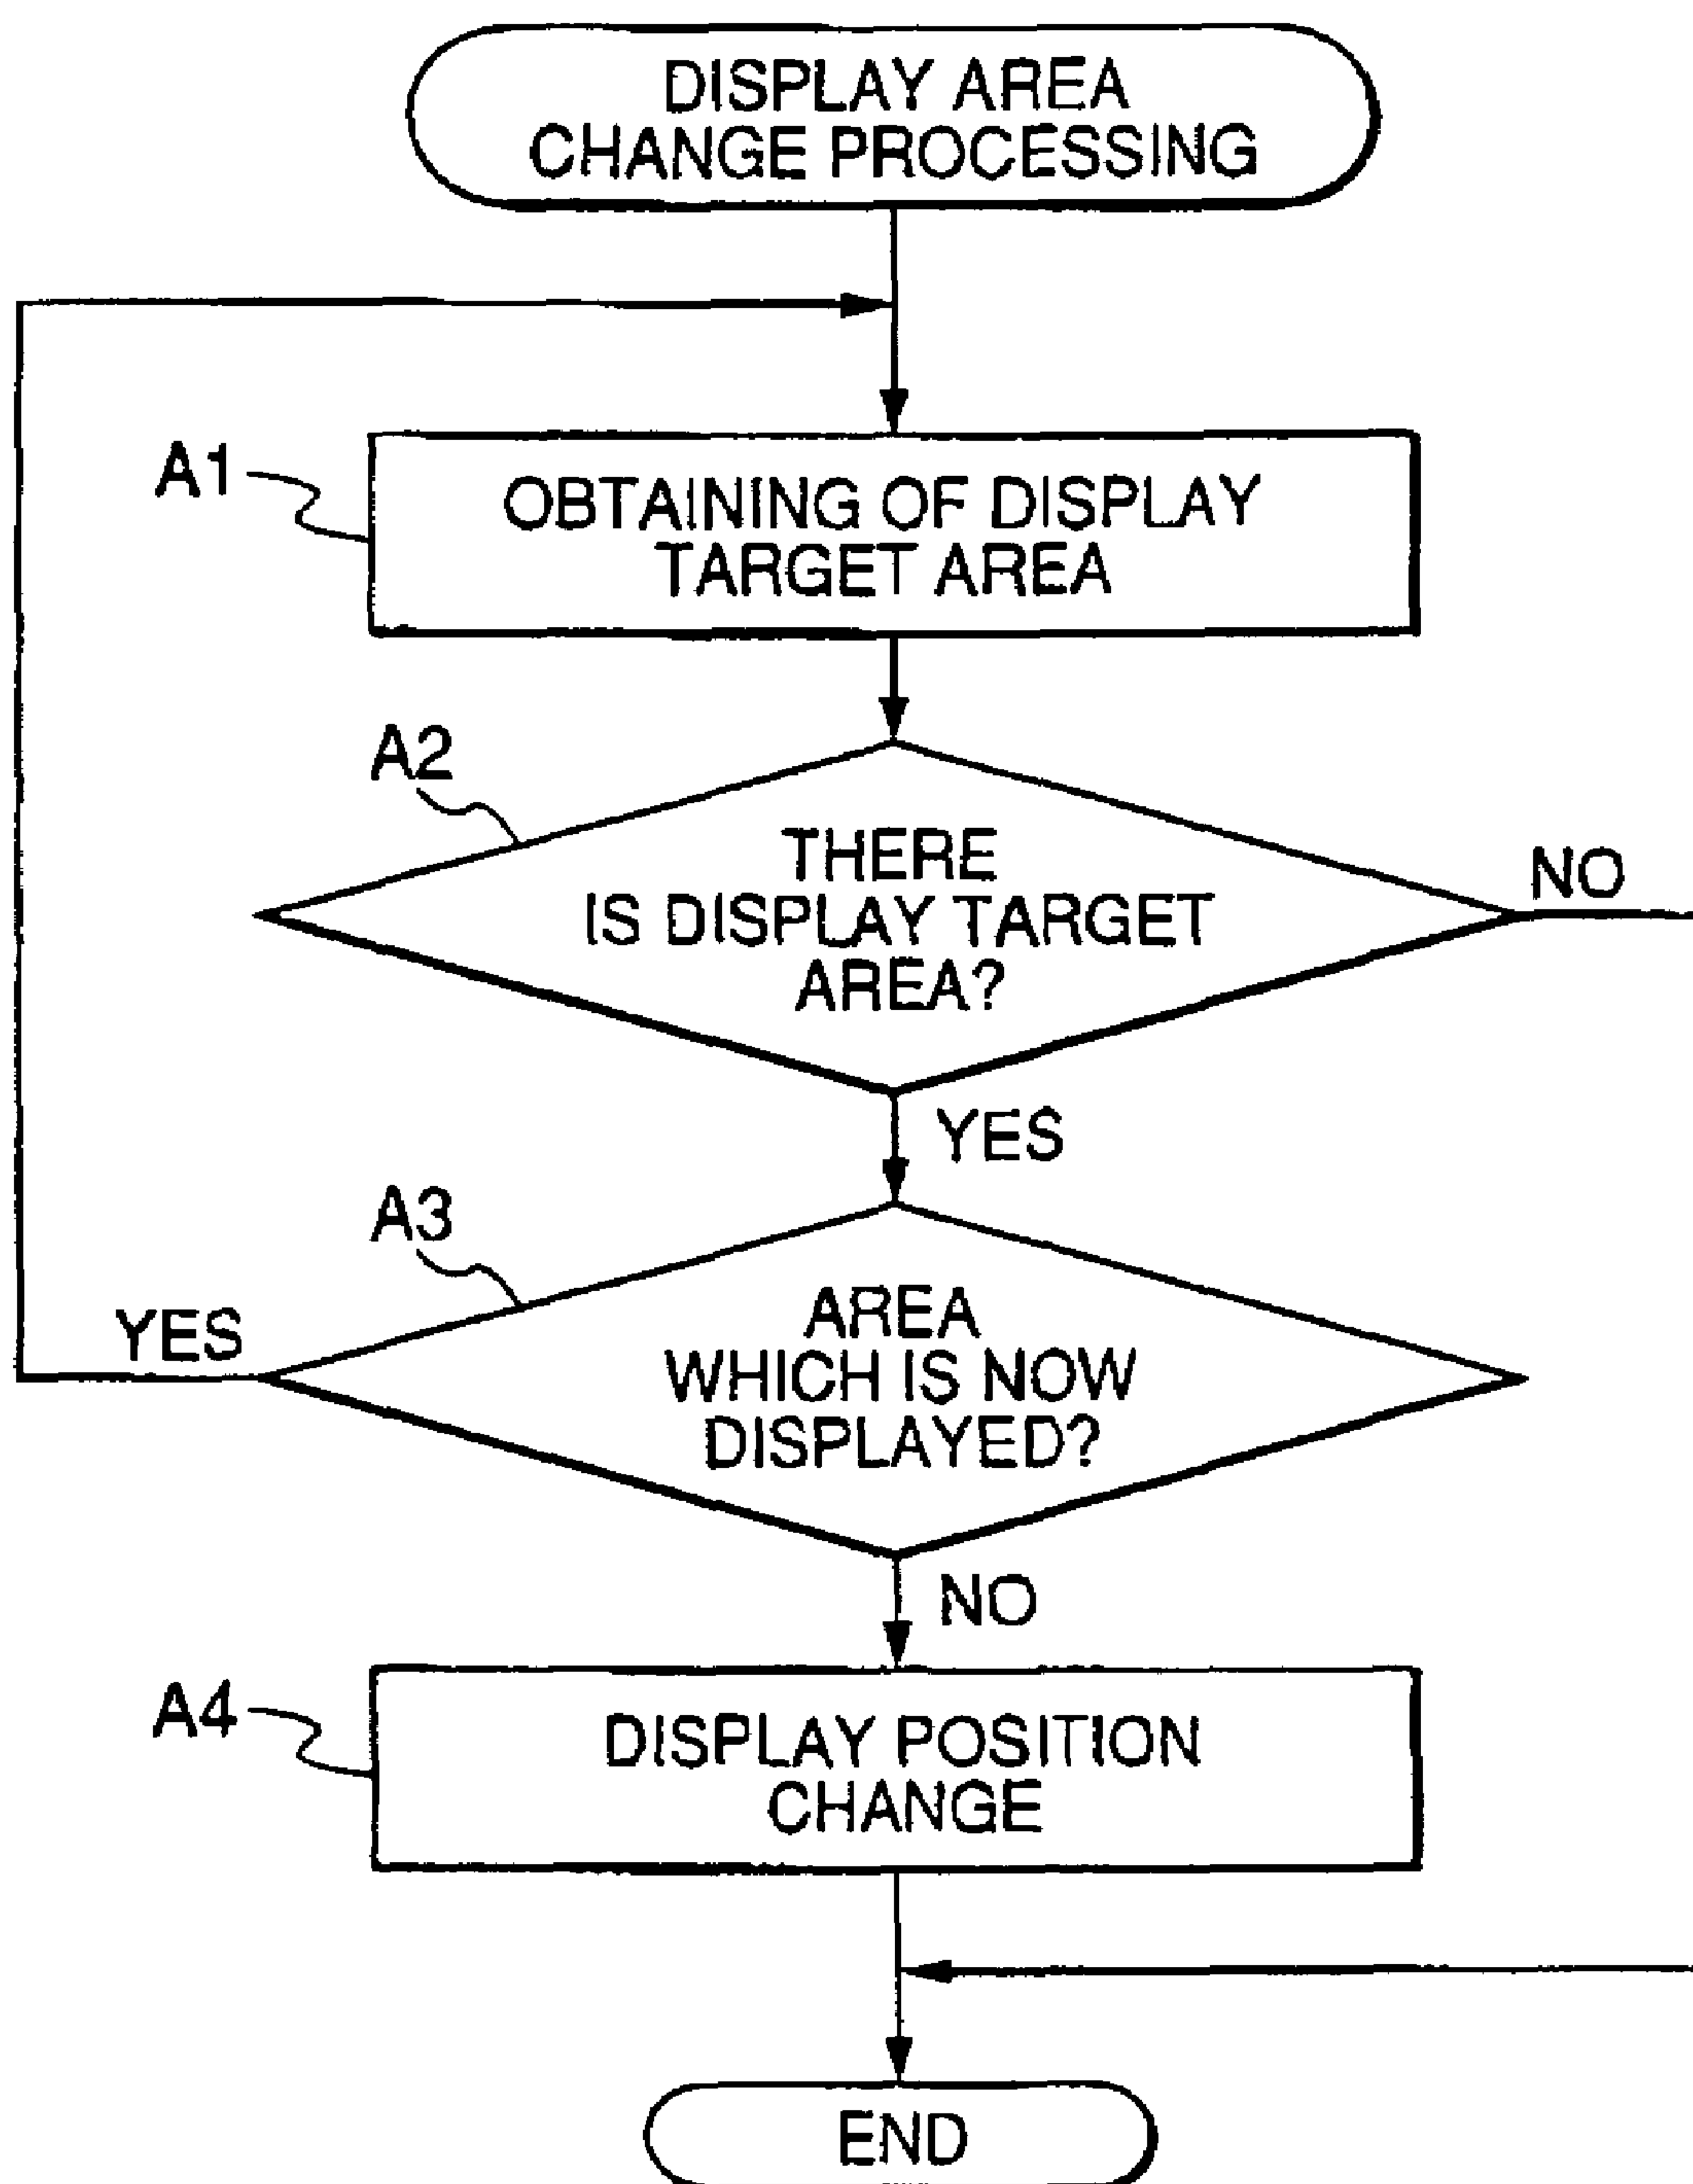 DISPLAY AREA
CHANGE PROCESSING
A1
OBTAINING OF DISPLAY
TARGET AREA
A2
THERE
IS DISPLAY TARGET
AREA?
NO
YES
A3
AREA
WHICH IS NOW
DISPLAYED?
YES
NO
A4
DISPLAY POSITION
CHANGE
END